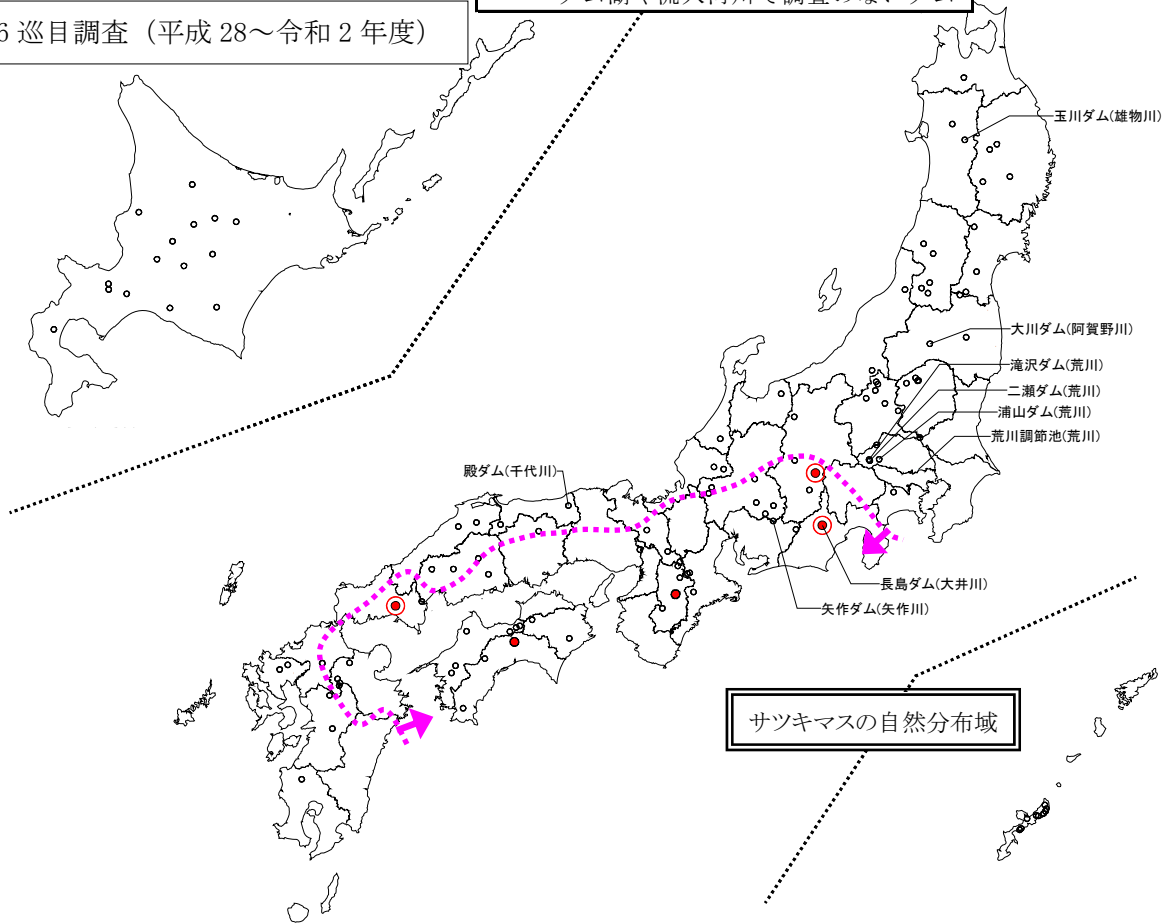 6 巡目調査（平成 28～令和 2 年度）
玉川ダム(雄物川)
大川ダム(阿賀野川)
滝沢ダム(荒川)
二瀬ダム(荒川)
浦山ダム(荒川)
荒川調節池(荒川)
殿ダム(千代川)
長島ダム(大井川)
矢作ダム(矢作川)
サツキマスの自然分布域